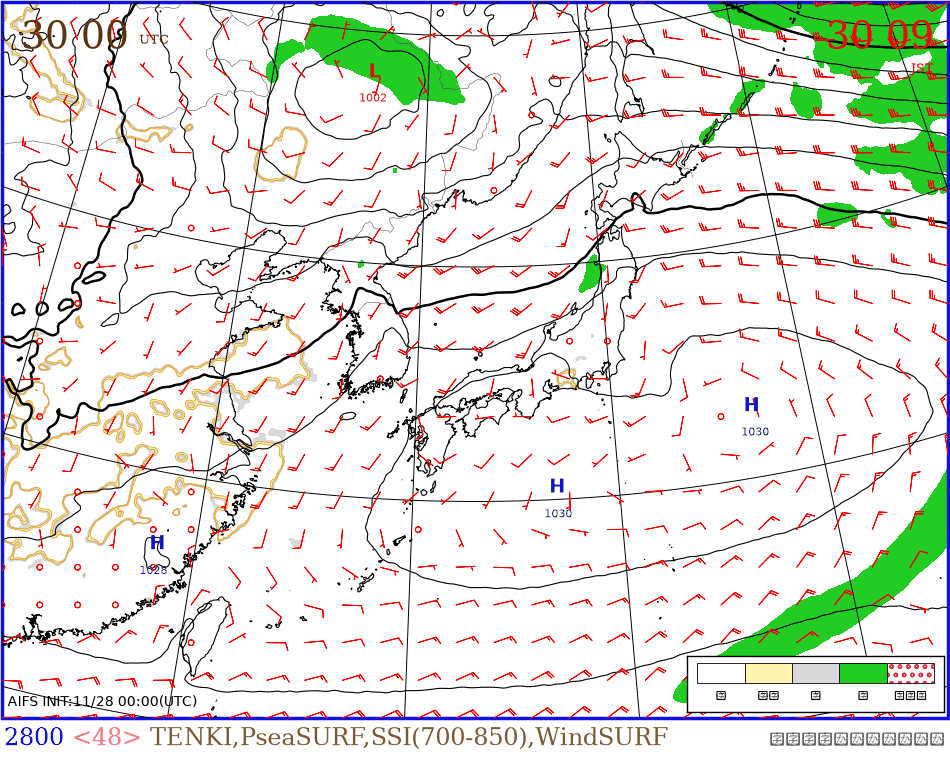 30 00 UTC
30 09
JST
L
1002
H
1030
H
1030
H
1028
AIFS INIT:11/28 00:00(UTC)
2800 <48> TENKI,PseaSURF,SSI(700-850),WindSURF